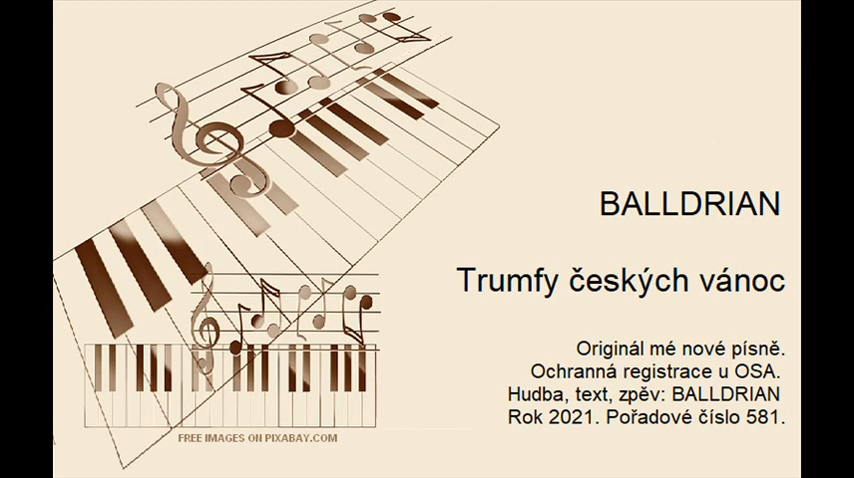 BALLDRIAN
Trumfy českých vánoc
Originál mé nové písně.
Ochranná registrace u OSA.
Hudba, text, zpěv: BALLDRIAN
Rok 2021. Pořadové číslo 581.
FREE IMAGES ON PIXABAY.COM